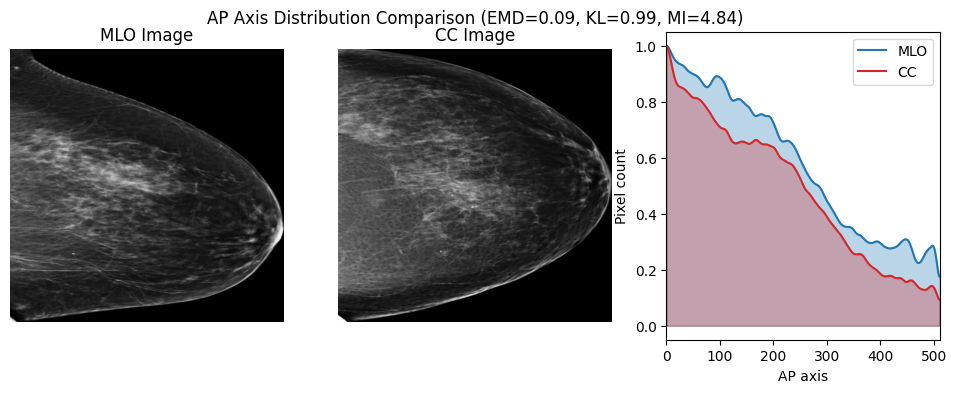 AP Axis Distribution Comparison (EMD=0.09, KL=0.99, MI=4.84)
MLO Image
CC Image
MLO
CC
Pixel count
1.0
0.8
0.6
0.4
0.2
0.0
0 100 200 300 400 500
AP axis